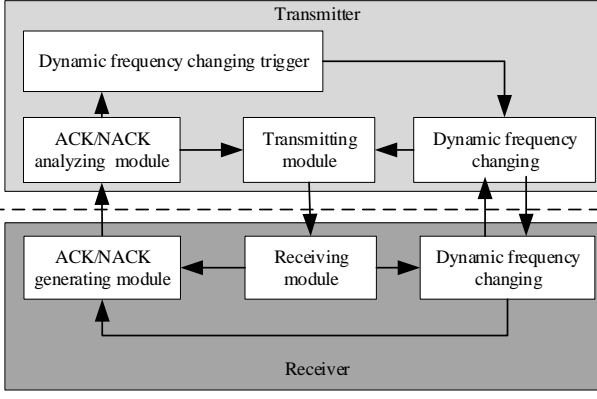 Transmitter
Dynamic frequency changing trigger
ACK/NACK
analyzing module
Transmitting
module
Dynamic frequency
changing
ACK/NACK
generating module
Receiving
module
Dynamic frequency
changing
Receiver